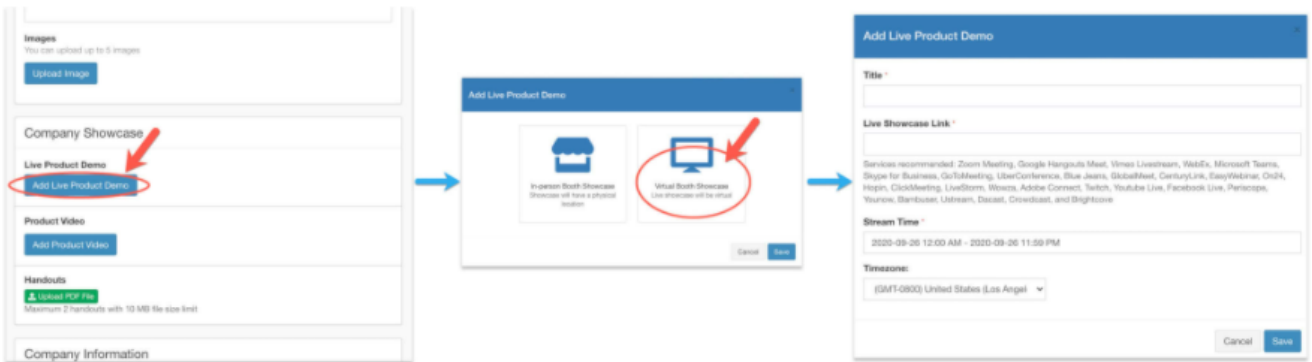 Images
You can upload up to 5 images
Upload Image
Company Showcase
Live Product Demo
Add Live Product Demo
Product Video
Add Product Video
Handouts
Upload PDF File
Maximum 2 handouts with 10 MB file size limit
Company Information
Add Live Product Demo
In-person Booth Showcase
Showcase will have a physical
location
Virtual Booth Showcase
Live showcase will be virtual
Cancel
Save
Add Live Product Demo
Title *
Live Showcase Link *
Services recommended: Zoom Meeting, Google Hangouts Meet, Vimeo Livestream, WebEx, Microsoft Teams,
Skype for Business, GoToMeeting, UberConference, Blue Jeans, GlobalMeet, CenturyLink, EasyWebinar, On24,
Hopin, ClickMeeting, LiveStorm, Wowza, Adobe Connect, Twitch, Youtube Live, Facebook Live, Periscope,
Younow, Bambuser, Ustream, Dacast, Crowdcast, and Brightcove
Stream Time *
2020-09-26 12:00 AM - 2020-09-26 11:59 PM
Timezone:
(GMT-0800) United States (Los Angel
Cancel
Save